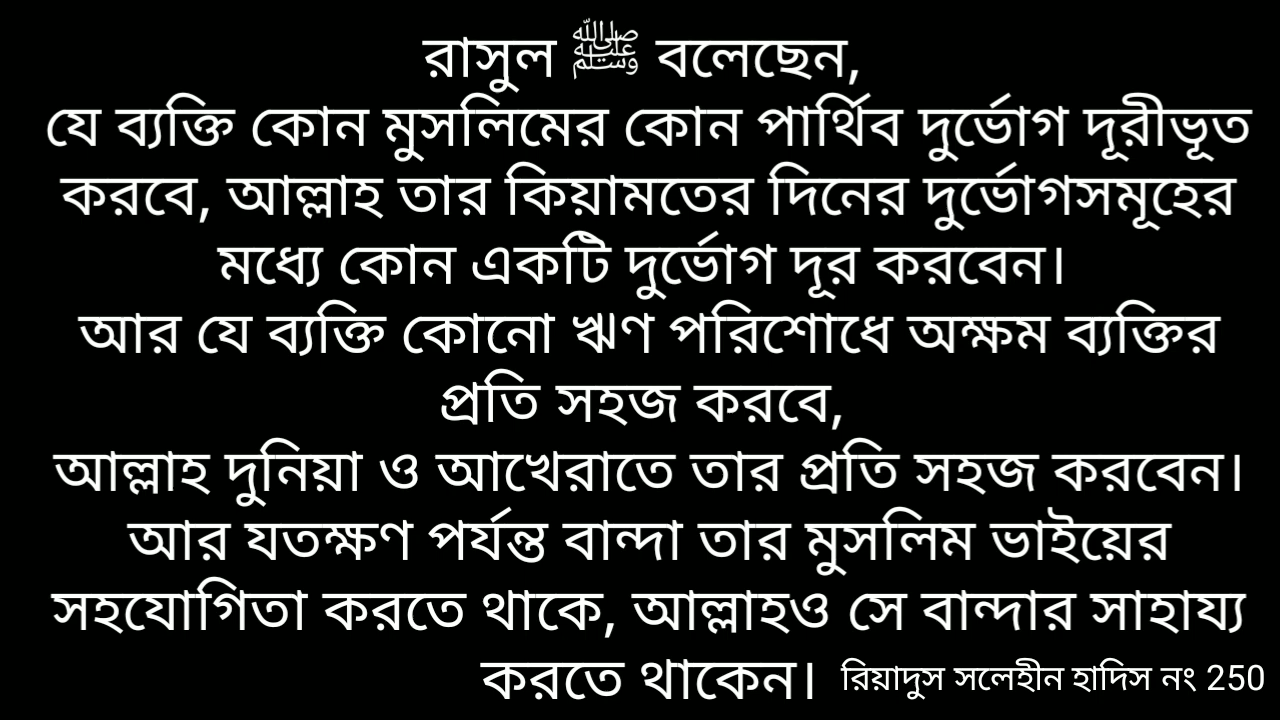 রাসুল ﷺ বলেছেন,
যে ব্যক্তি কোন মুসলিমের কোন পার্থিব দুর্ভোগ দূরীভূত
করবে, আল্লাহ তার কিয়ামতের দিনের দুর্ভোগসমূহের
মধ্যে কোন একটি দুর্ভোগ দূর করবেন।
আর যে ব্যক্তি কোনো ঋণ পরিশোধে অক্ষম ব্যক্তির
প্রতি সহজ করবে,
আল্লাহ দুনিয়া ও আখেরাতে তার প্রতি সহজ করবেন।
আর যতক্ষণ পর্যন্ত বান্দা তার মুসলিম ভাইয়ের
সহযোগিতা করতে থাকে, আল্লাহও সে বান্দার সাহায্য
করতে থাকেন। রিয়াদুস সলেহীন হাদিস নং 250